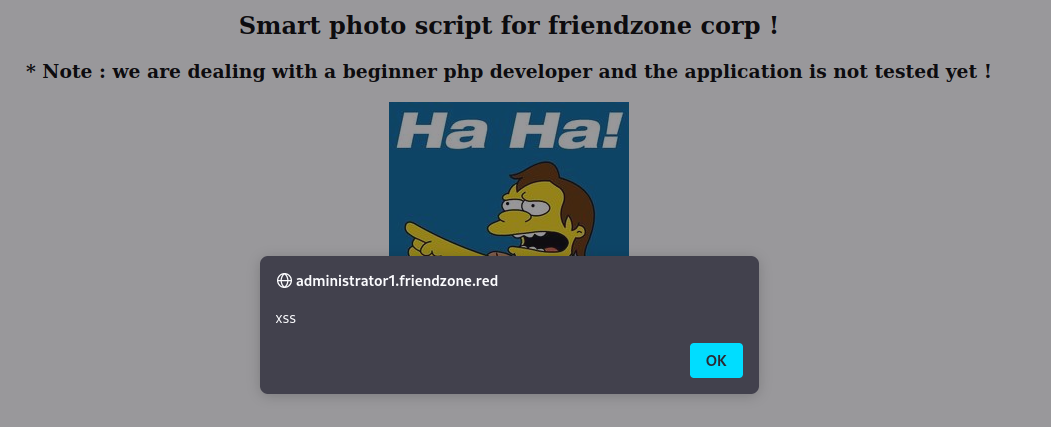 Smart photo script for friendzone corp !
* Note : we are dealing with a beginner php developer and the application is not tested yet !
Ha Ha!
administrator1.friendzone.red
xss
OK